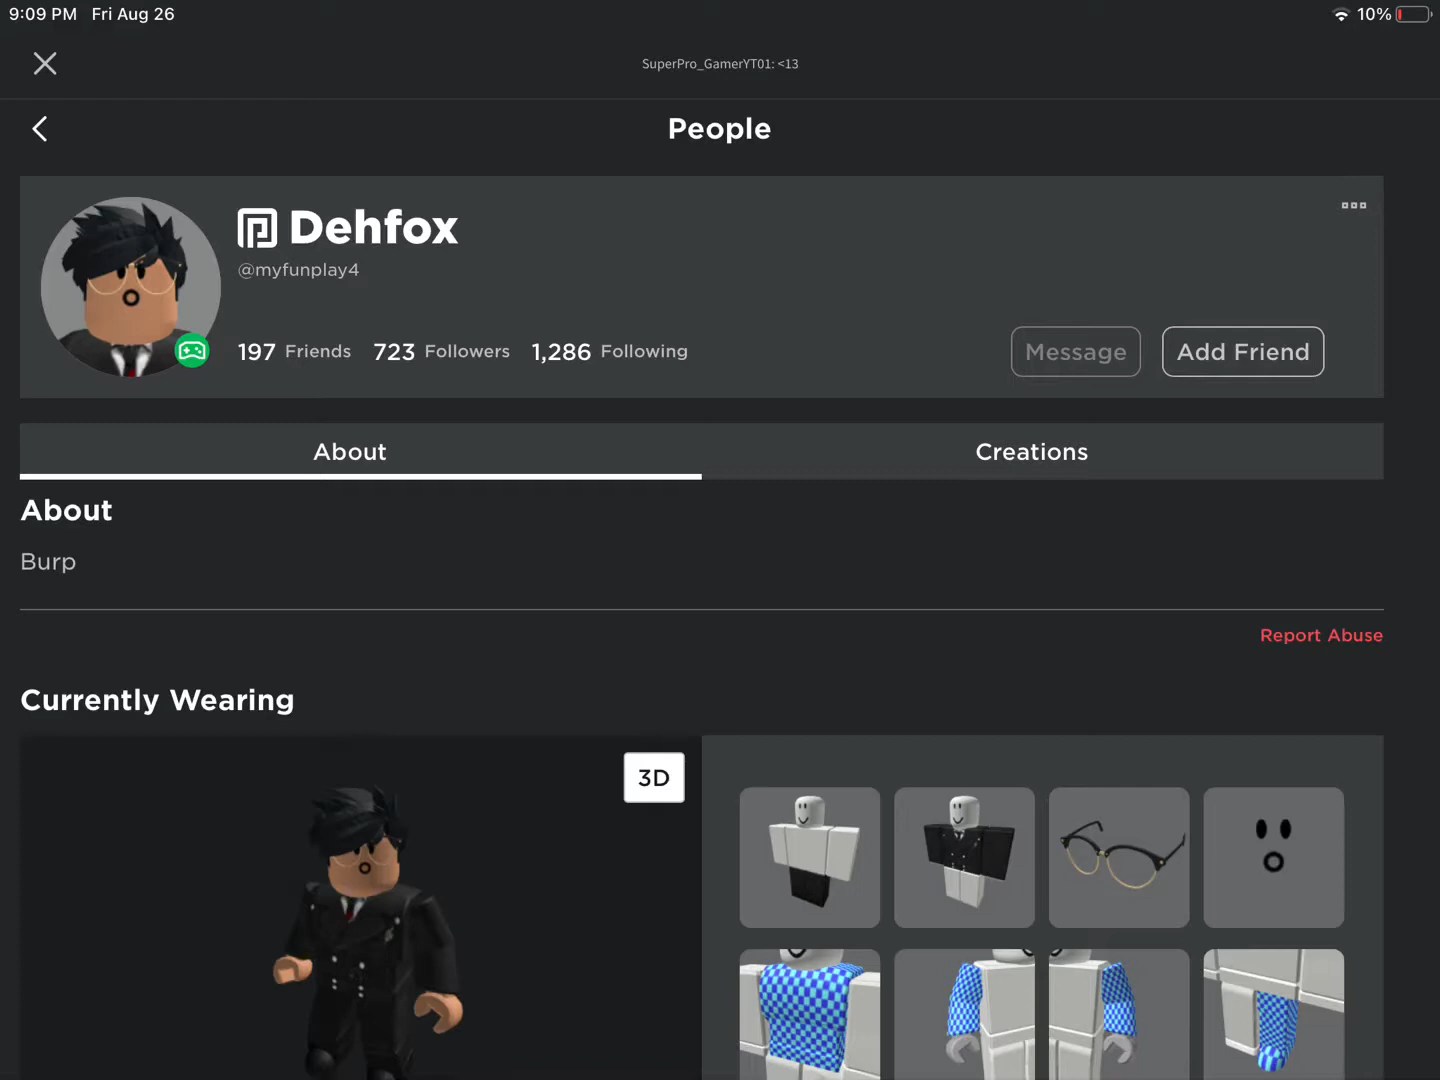 9:09 PM Fri Aug 26 10%
SuperPro_GamerYT01: <13
People
Dehfox
@myfunplay4
197 Friends 723 Followers 1,286 Following
Message Add Friend
About Creations
About
Burp
Report Abuse
Currently Wearing
3D